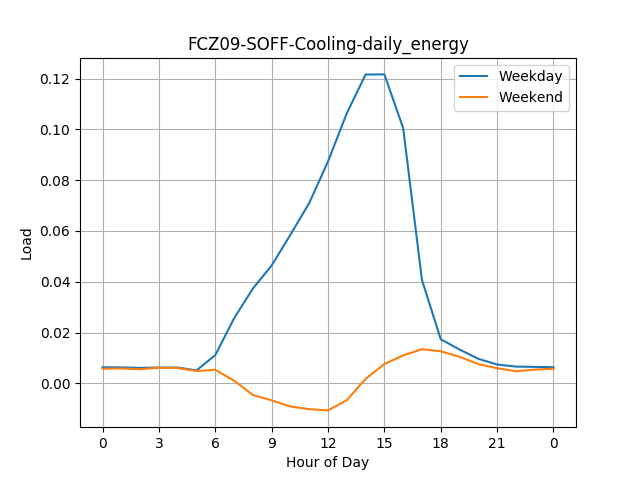 FCZ09-SOFF-Cooling-daily_energy
Weekday
Weekend
0.12
0.10
0.08
0.06
0.04
0.02
0.00
Load
0 3 6 9 12 15 18 21 0
Hour of Day